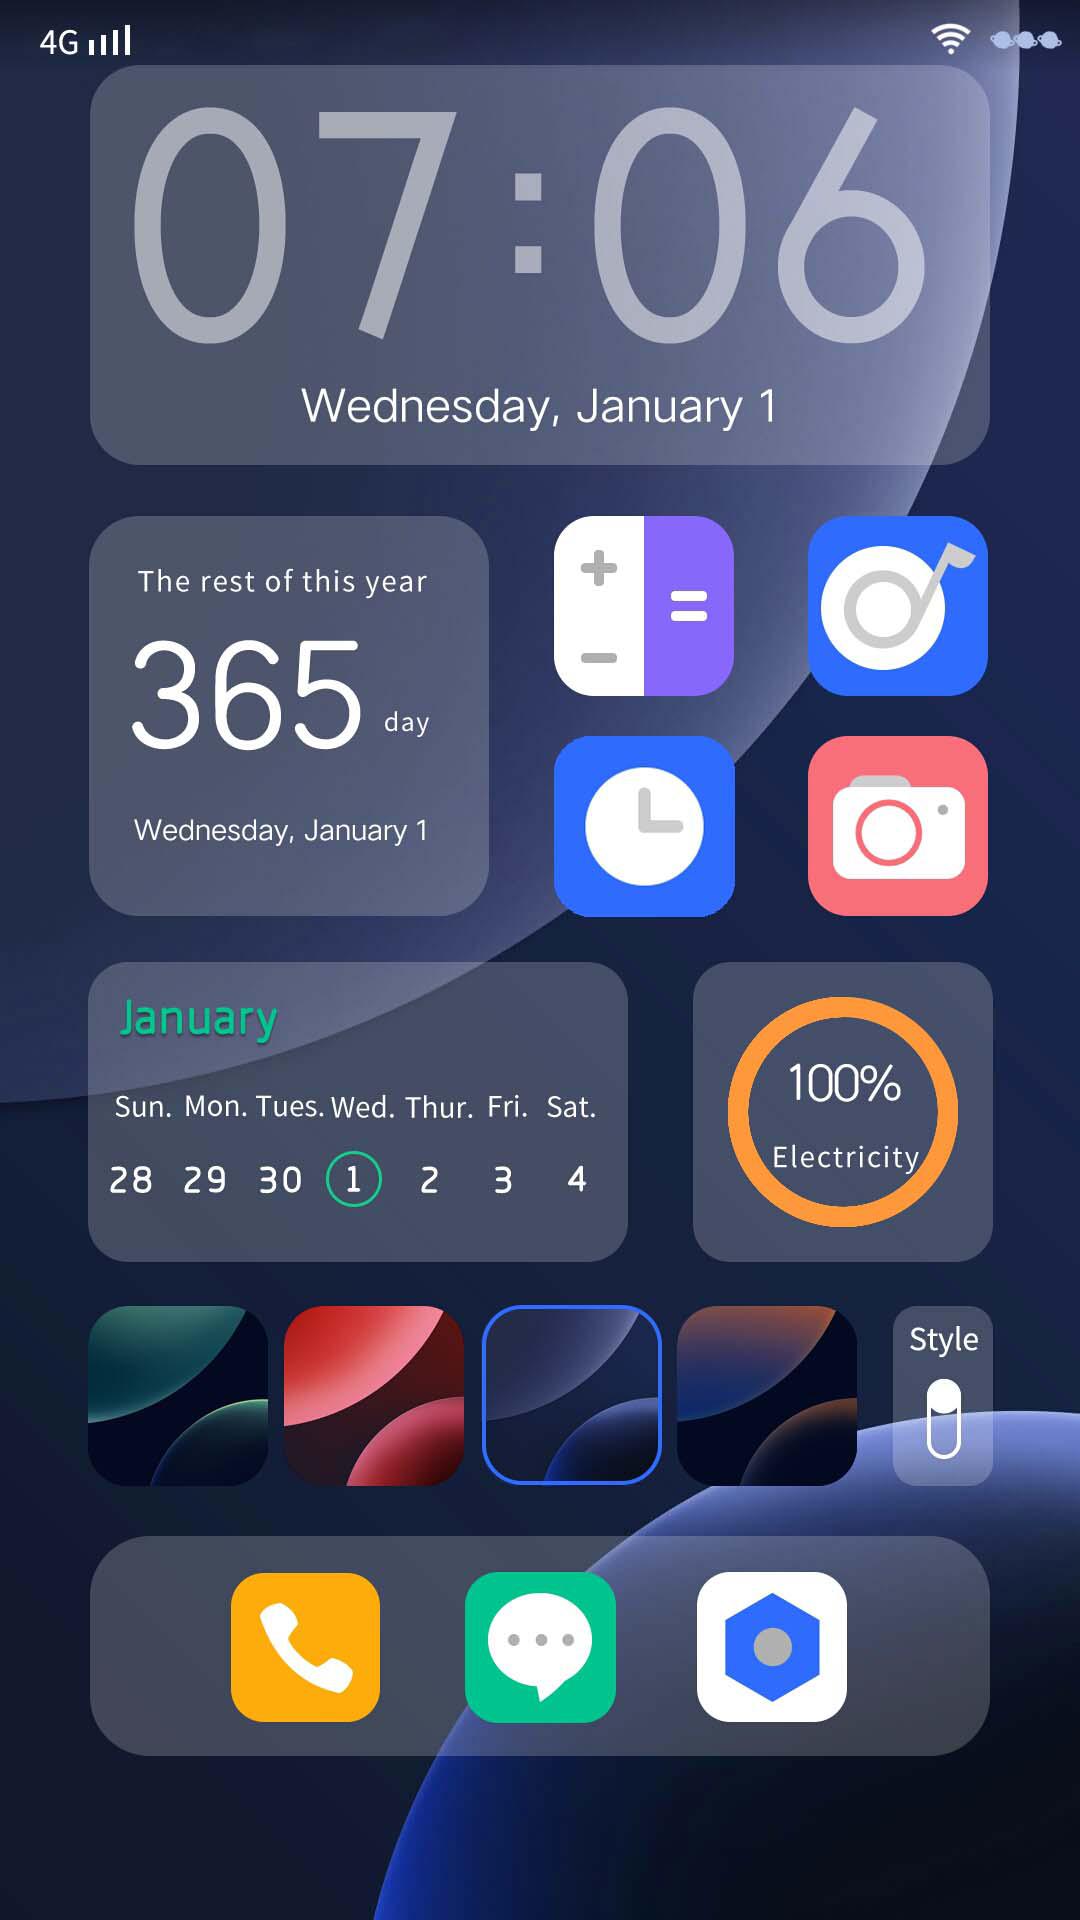 4G
07:06
Wednesday, January 1
The rest of this year
365 day
Wednesday, January 1
January
Sun. Mon. Tues. Wed. Thur. Fri. Sat.
28 29 30 1 2 3 4
100%
Electricity
Style